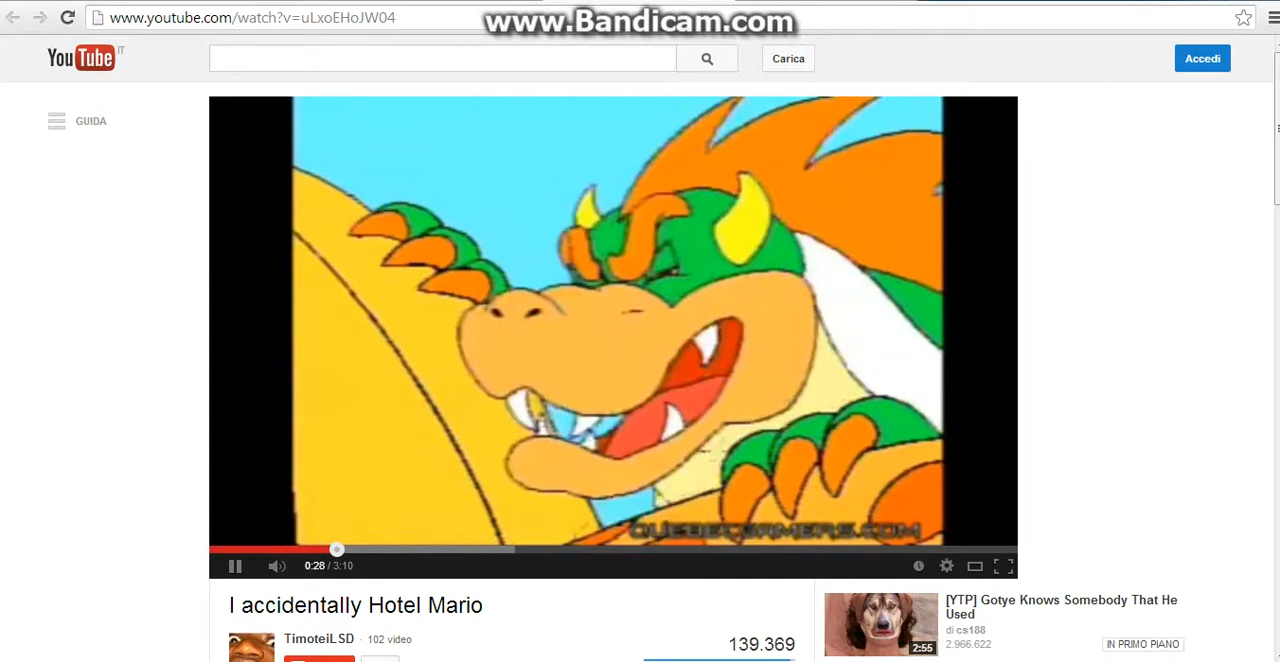 www.youtube.com/watch?v=uLxoEHoJW04
www.Bandicam.com
YouTube IT
Carica
Accedi
GUIDA
QUEBECGAMERS.COM
0:28 / 3:10
I accidentally Hotel Mario
TimoteiLSD · 102 video
139.369
[YTP] Gotye Knows Somebody That He
Used
di cs188
2.966.622
IN PRIMO PIANO
2:55